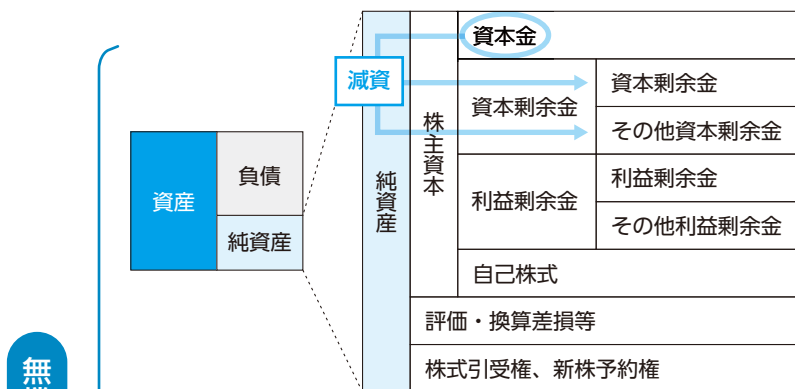 資本金
減資
資本剰余金
資本剰余金
その他資本剰余金
株主資本
負債
資産
純資産
純資産
利益剰余金
利益剰余金
その他利益剰余金
自己株式
評価・換算差損等
株式引受権、新株予約権
無